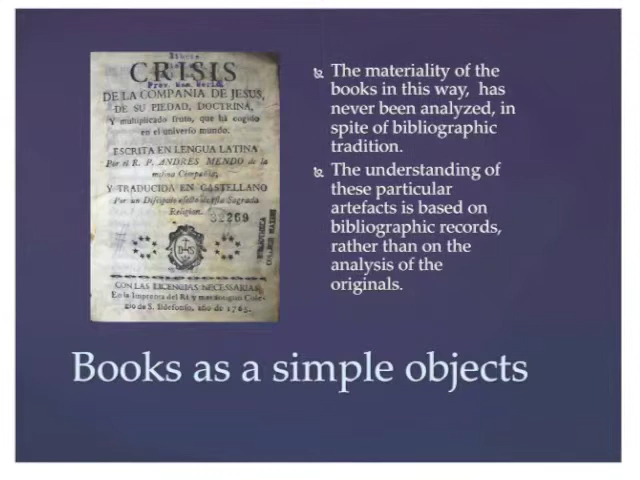 CRISIS
DE LA COMPAÑIA DE JESUS,
DE SU PIEDAD, DOCTRINA,
Y multiplicado fruto, que ha cogido
en el universo mundo.
ESCRITA EN LENGUA LATINA
Por el R. P. ANDRES MENDO de la
misma Compañia;
Y TRADUCIDA EN CASTELLANO
Por un Discipulo afecto de esta Sagrada
Religion.
32269
CON LAS LICENCIAS NECESSARIAS
En la Imprenta del Rl y mas antiguo Cole-
gio de S. Ildefonso, año de 1765.
The materiality of the
books in this way, has
never been analyzed, in
spite of bibliographic
tradition.
The understanding of
these particular
artefacts is based on
bibliographic records,
rather than on the
analysis of the
originals.
Books as a simple objects